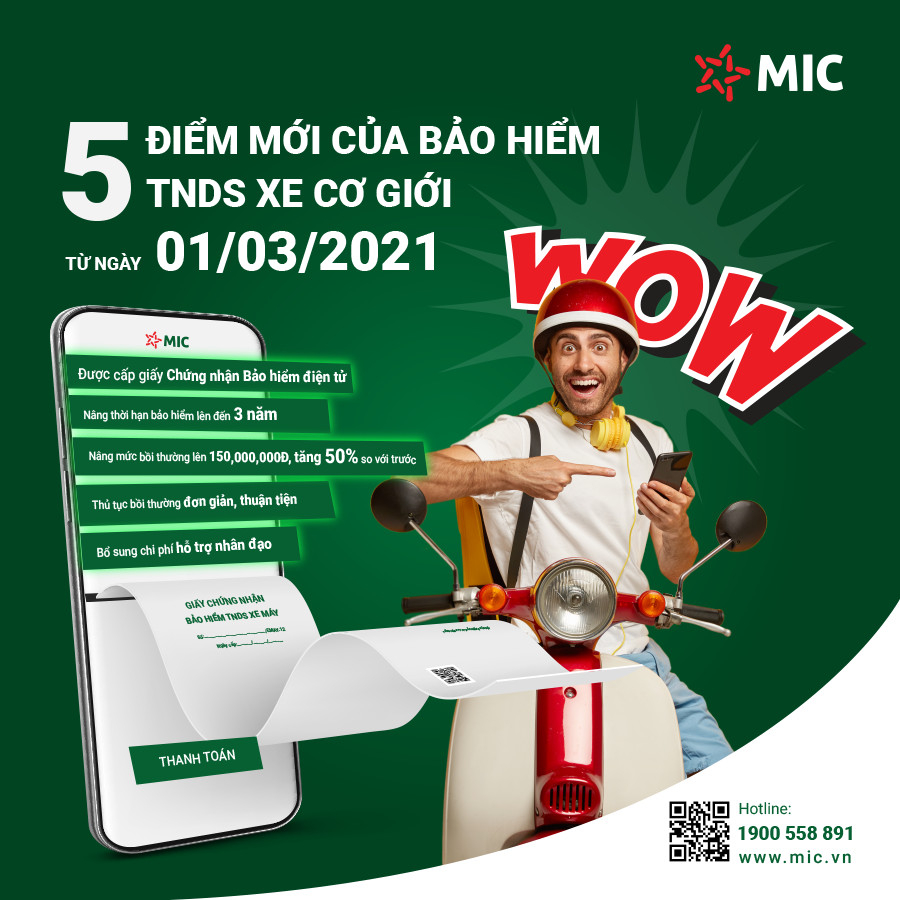 MIC
5 ĐIỂM MỚI CỦA BẢO HIỂM
TNDS XE CƠ GIỚI
TỪ NGÀY 01/03/2021
WOW
MIC
Được cấp giấy Chứng nhận Bảo hiểm điện tử
Nâng thời hạn bảo hiểm lên đến 3 năm
Nâng mức bồi thường lên 150,000,000Đ, tăng 50% so với trước
Thủ tục bồi thường đơn giản, thuận tiện
Bổ sung chi phí hỗ trợ nhân đạo
GIẤY CHỨNG NHẬN
BẢO HIỂM TNDS XE MÁY
THANH TOÁN
Hotline:
1900 558 891
www.mic.vn